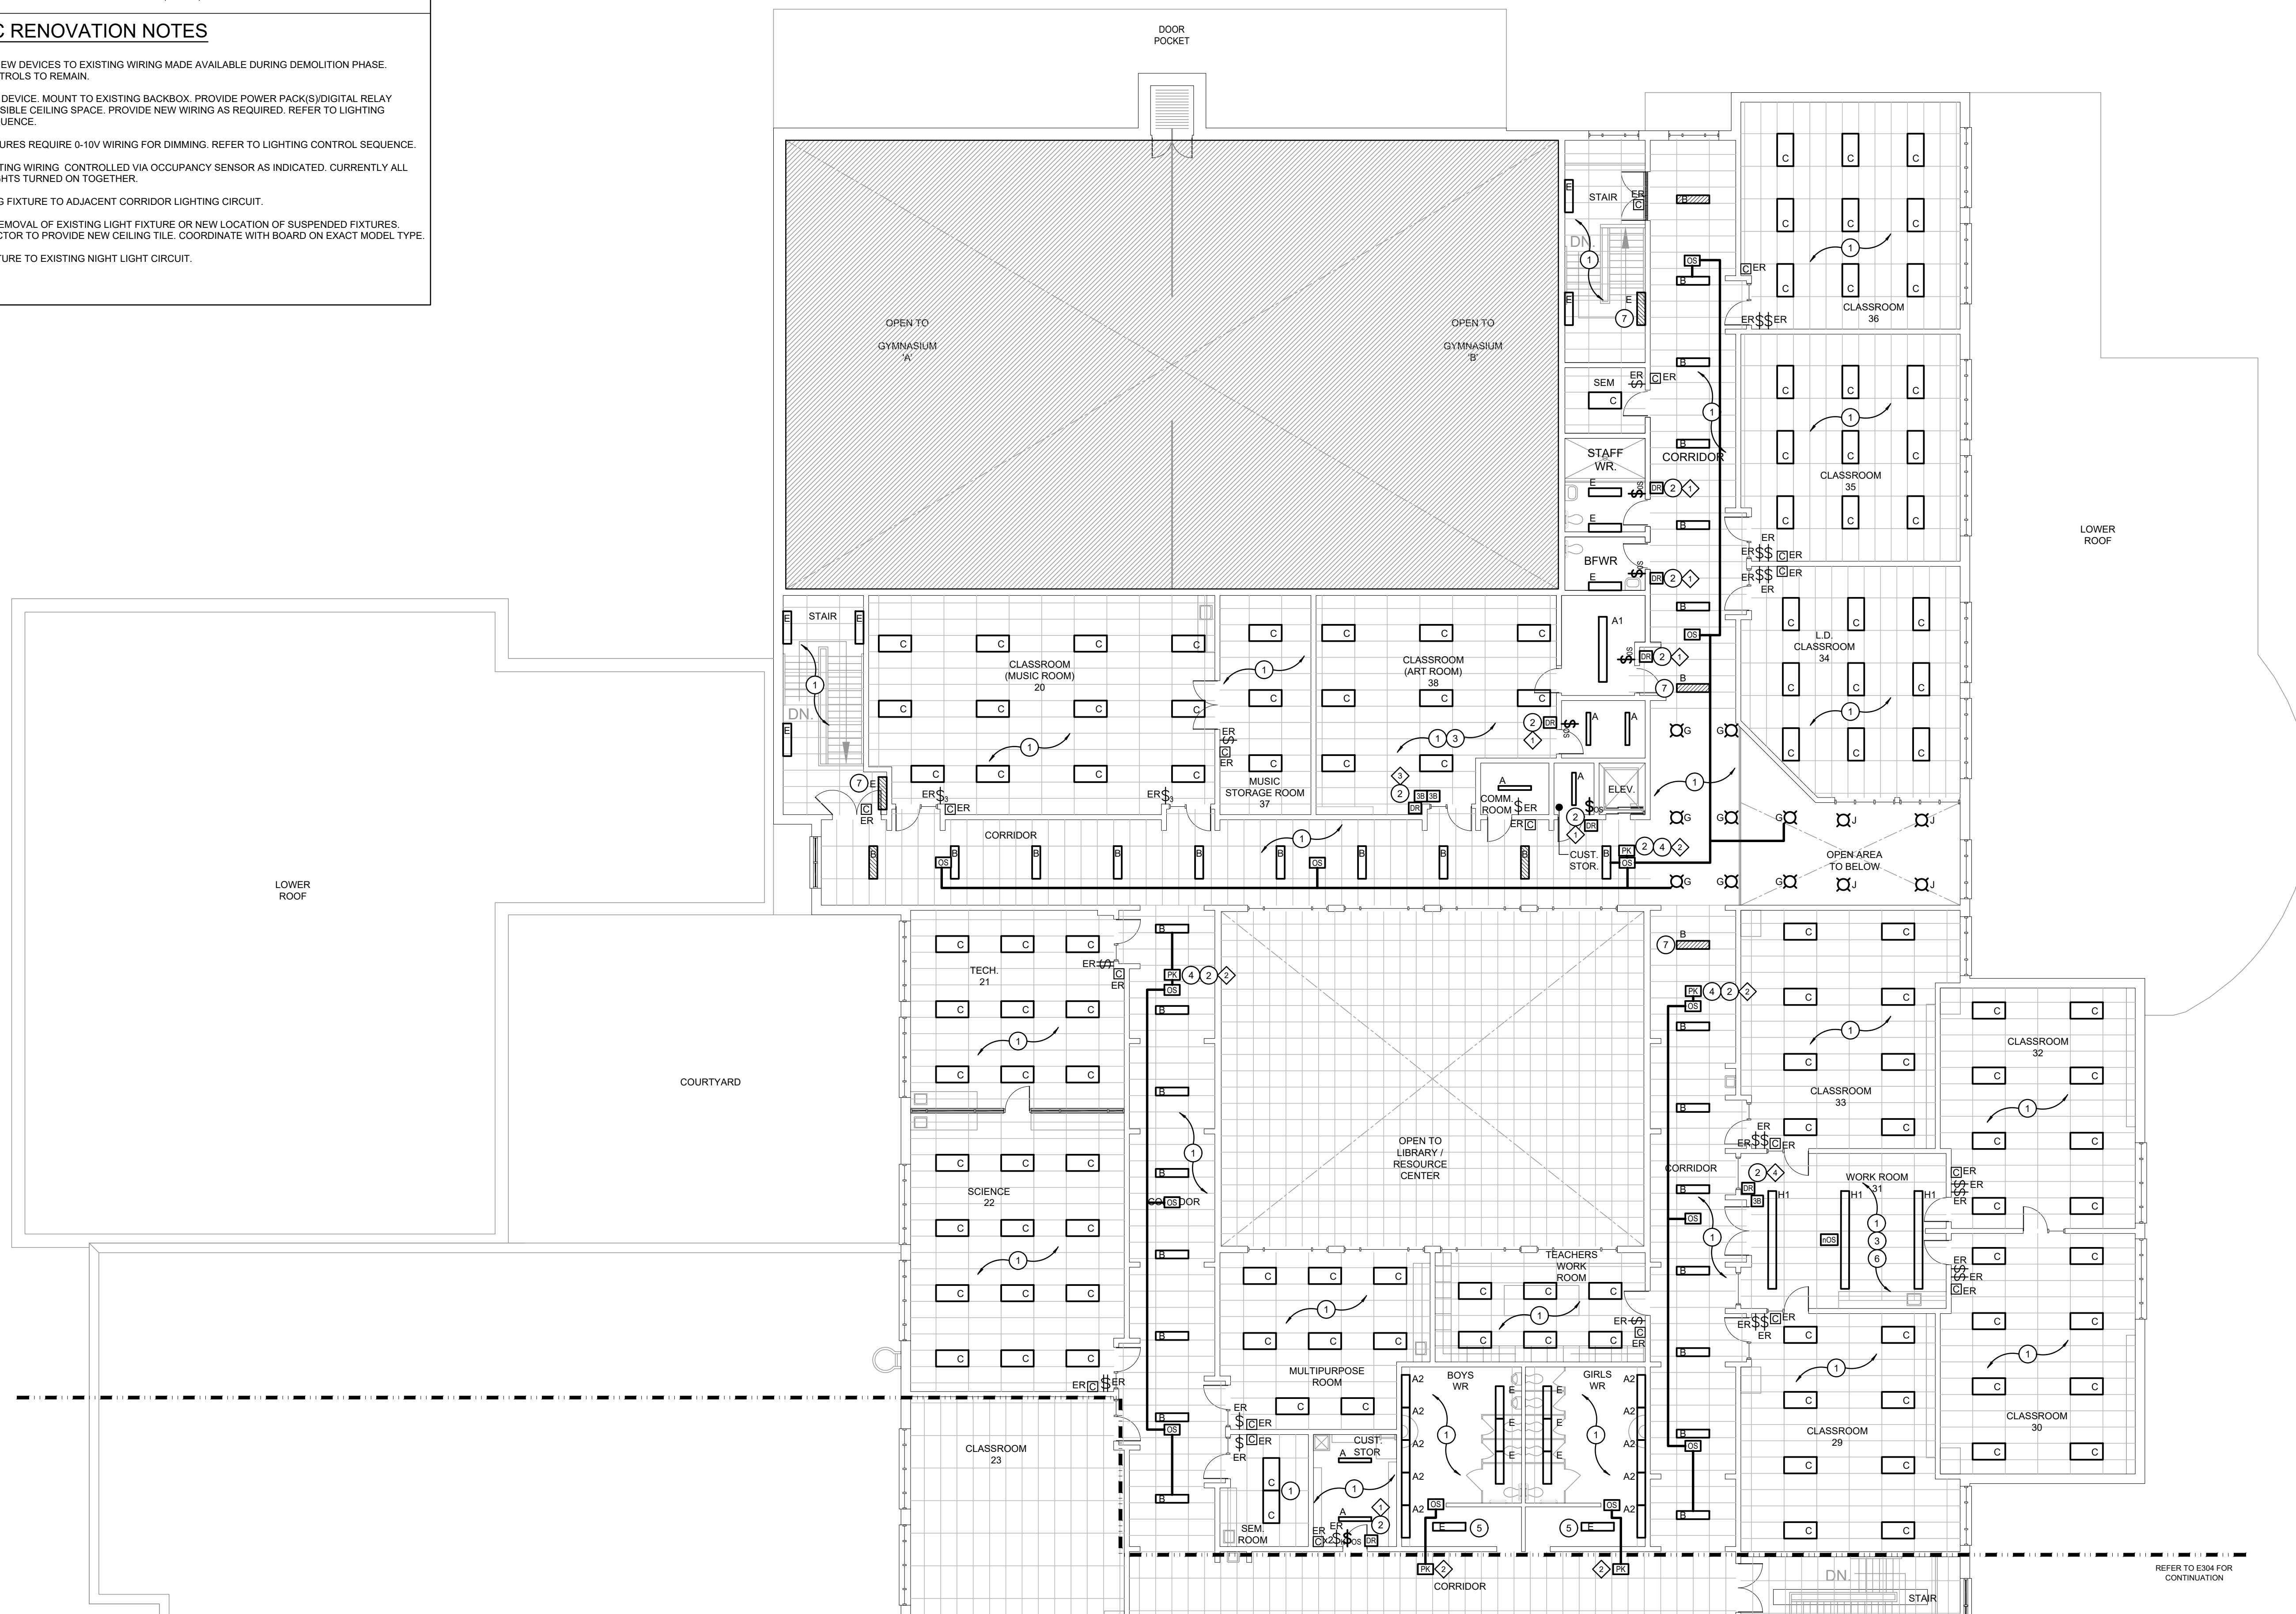 C RENOVATION NOTES
EW DEVICES TO EXISTING WIRING MADE AVAILABLE DURING DEMOLITION PHASE.
TROLS TO REMAIN.
DEVICE. MOUNT TO EXISTING BACKBOX. PROVIDE POWER PACK(S)/DIGITAL RELAY
SIBLE CEILING SPACE. PROVIDE NEW WIRING AS REQUIRED. REFER TO LIGHTING
UENCE.
URES REQUIRE 0-10V WIRING FOR DIMMING. REFER TO LIGHTING CONTROL SEQUENCE.
TING WIRING CONTROLLED VIA OCCUPANCY SENSOR AS INDICATED. CURRENTLY ALL
GHTS TURNED ON TOGETHER.
G FIXTURE TO ADJACENT CORRIDOR LIGHTING CIRCUIT.
EMOVAL OF EXISTING LIGHT FIXTURE OR NEW LOCATION OF SUSPENDED FIXTURES.
CTOR TO PROVIDE NEW CEILING TILE. COORDINATE WITH BOARD ON EXACT MODEL TYPE.
TURE TO EXISTING NIGHT LIGHT CIRCUIT.
DOOR
POCKET
OPEN TO
GYMNASIUM
'A'
OPEN TO
GYMNASIUM
'B'
STAIR
DN.
SEM
STAFF
WR.
BFWR
CORRIDOR
CLASSROOM
36
CLASSROOM
35
L.D.
CLASSROOM
34
LOWER
ROOF
STAIR
DN.
CLASSROOM
(MUSIC ROOM)
20
MUSIC
STORAGE ROOM
37
CLASSROOM
(ART ROOM)
38
COMM.
ROOM
ELEV.
CUST.
STOR.
CORRIDOR
OPEN AREA
TO BELOW
LOWER
ROOF
COURTYARD
TECH.
21
SCIENCE
22
CLASSROOM
23
CORRIDOR
OPEN TO
LIBRARY /
RESOURCE
CENTER
CORRIDOR
CLASSROOM
33
CLASSROOM
32
WORK ROOM
31
CLASSROOM
30
CLASSROOM
29
TEACHERS
WORK
ROOM
MULTIPURPOSE
ROOM
BOYS
WR
GIRLS
WR
CUST.
STOR
SEM.
ROOM
CORRIDOR
DN.
STAIR
REFER TO E304 FOR
CONTINUATION